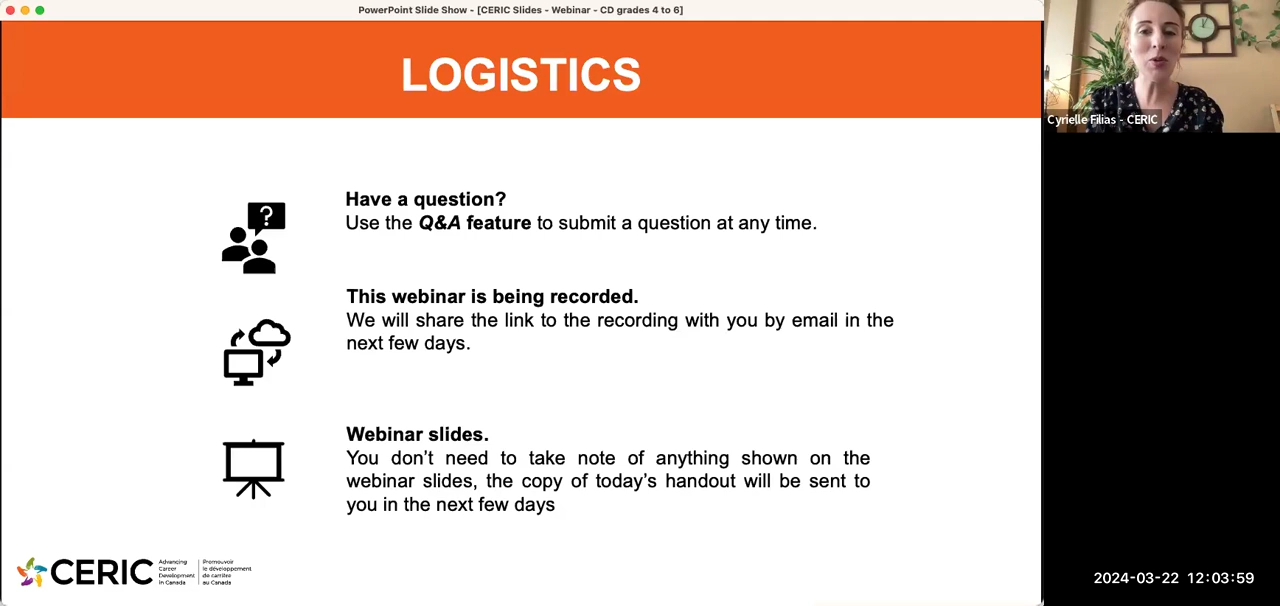 PowerPoint Slide Show - [CERIC Slides - Webinar - CD grades 4 to 6]
LOGISTICS
?
Have a question?
Use the Q&A feature to submit a question at any time.
This webinar is being recorded.
We will share the link to the recording with you by email in the
next few days.
Webinar slides.
You don’t need to take note of anything shown on the
webinar slides, the copy of today’s handout will be sent to
you in the next few days
CERIC
Advancing
Career
Development
in Canada
Promouvoir
le développement
de carrière
au Canada
Cyrielle Filias - CERIC
2024-03-22 12:03:59